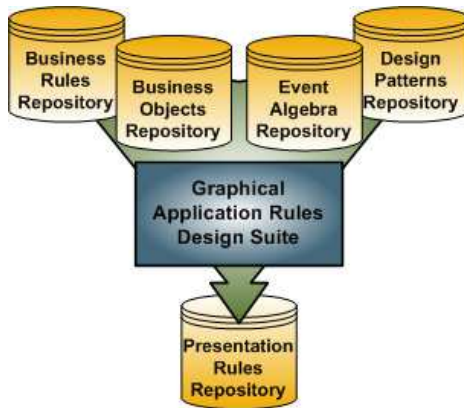 Business
Rules
Repository
Business
Objects
Repository
Event
Algebra
Repository
Design
Patterns
Repository
Graphical
Application Rules
Design Suite
Presentation
Rules
Repository